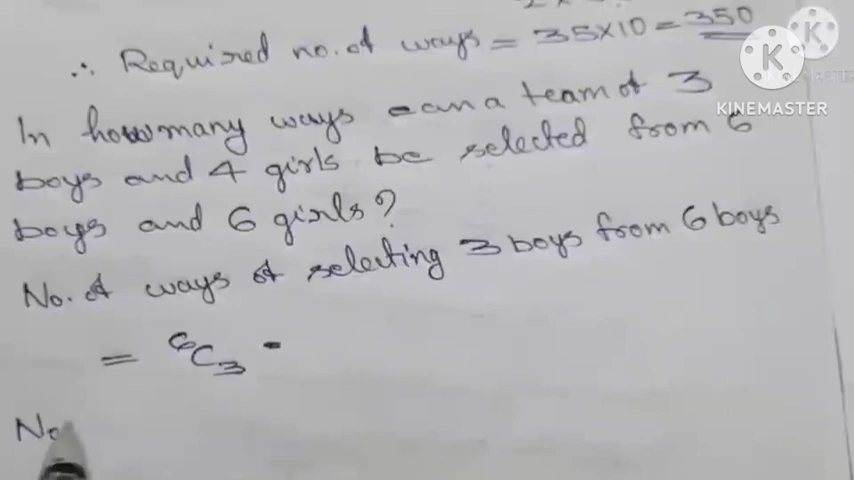 ∴ Required no. of ways = 35×10 = 350
In how many ways can a team of 3
boys and 4 girls be selected from 6
boys and 6 girls?
No. of ways of selecting 3 boys from 6 boys
= ⁶C₃
No
K
KINEMASTER
K